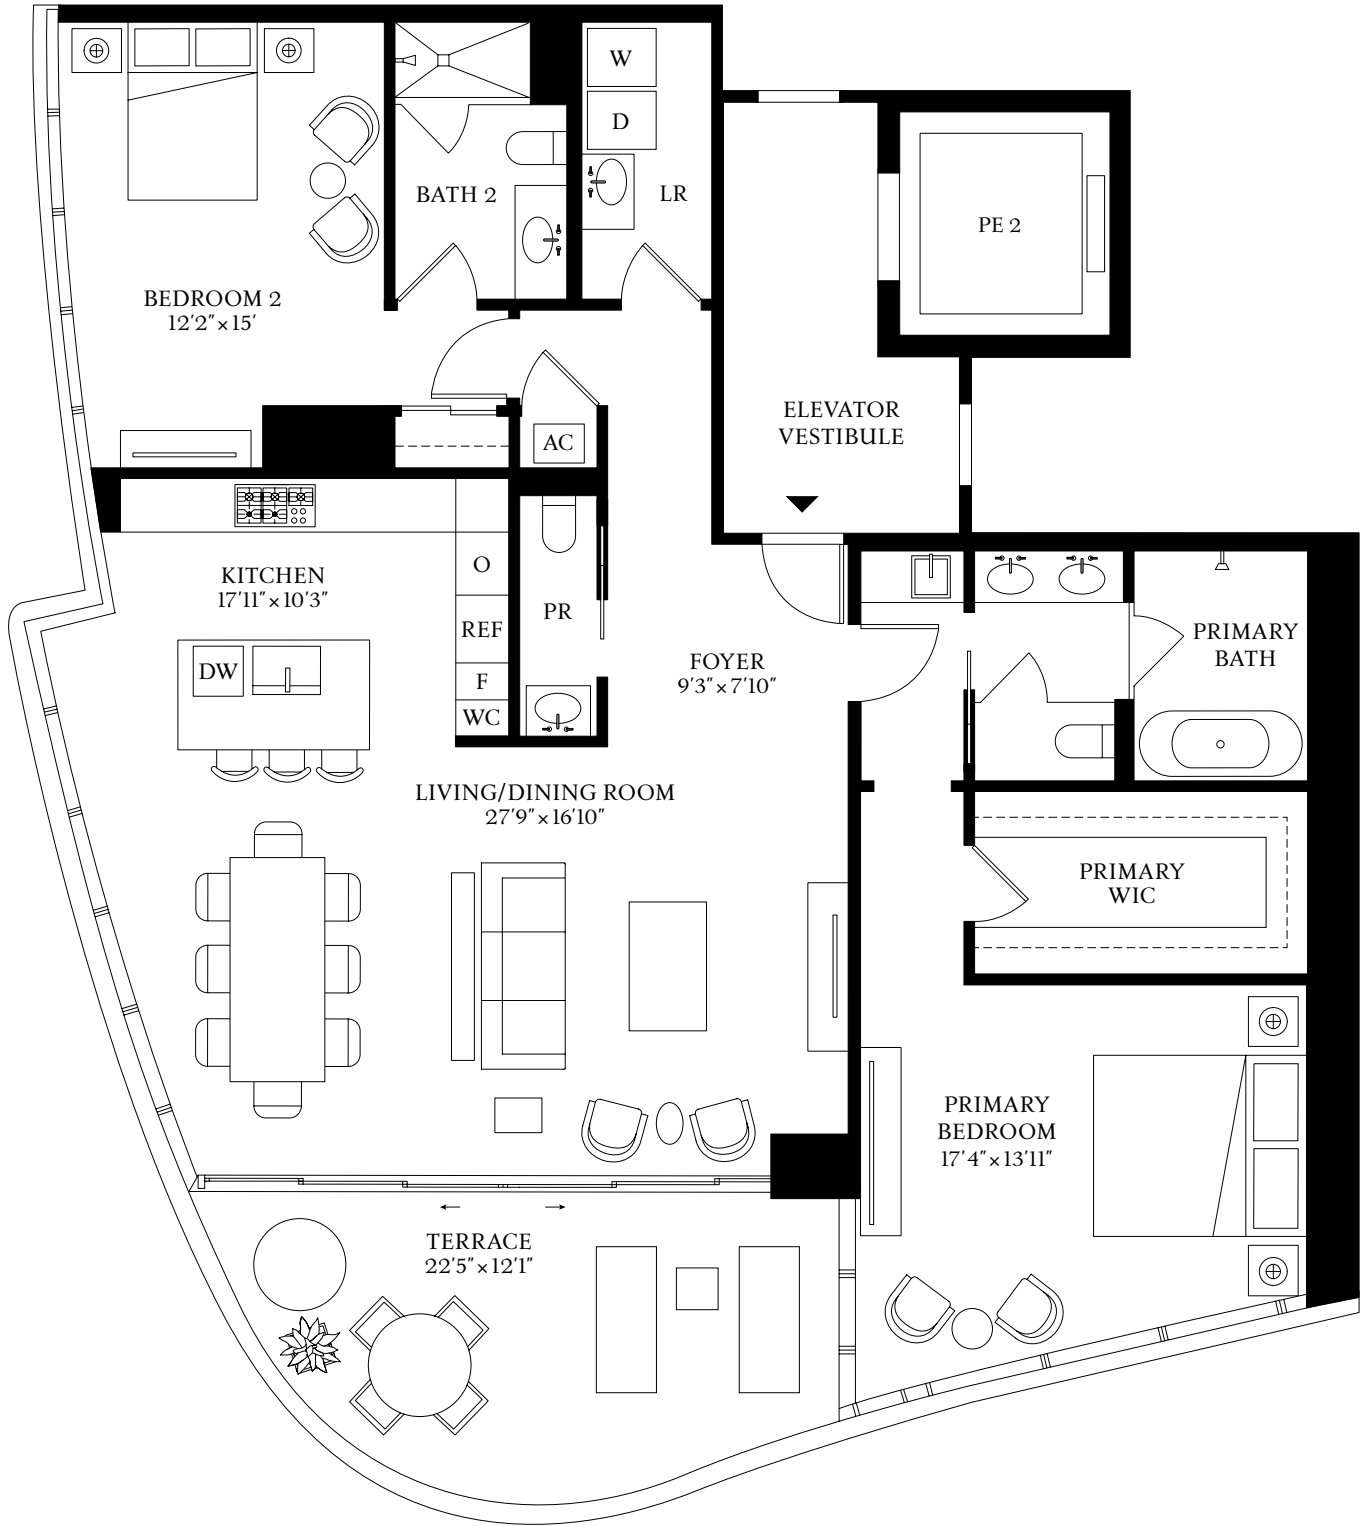 W
D
BATH 2
LR
PE 2
BEDROOM 2
12'2"×15'
ELEVATOR
VESTIBULE
AC
KITCHEN
17'11"×10'3"
O
REF
F
WC
DW
PR
FOYER
9'3"×7'10"
PRIMARY
BATH
LIVING/DINING ROOM
27'9"×16'10"
PRIMARY
WIC
PRIMARY
BEDROOM
17'4"×13'11"
TERRACE
22'5"×12'1"